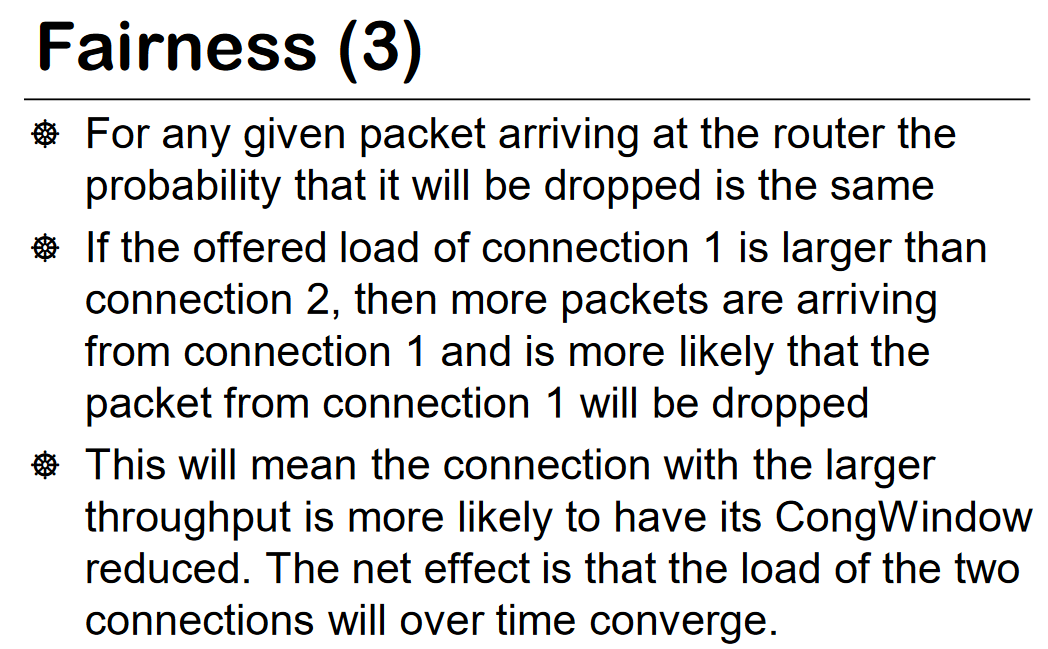 Fairness (3)
For any given packet arriving at the router the
probability that it will be dropped is the same
If the offered load of connection 1 is larger than
connection 2, then more packets are arriving
from connection 1 and is more likely that the
packet from connection 1 will be dropped
This will mean the connection with the larger
throughput is more likely to have its CongWindow
reduced. The net effect is that the load of the two
connections will over time converge.